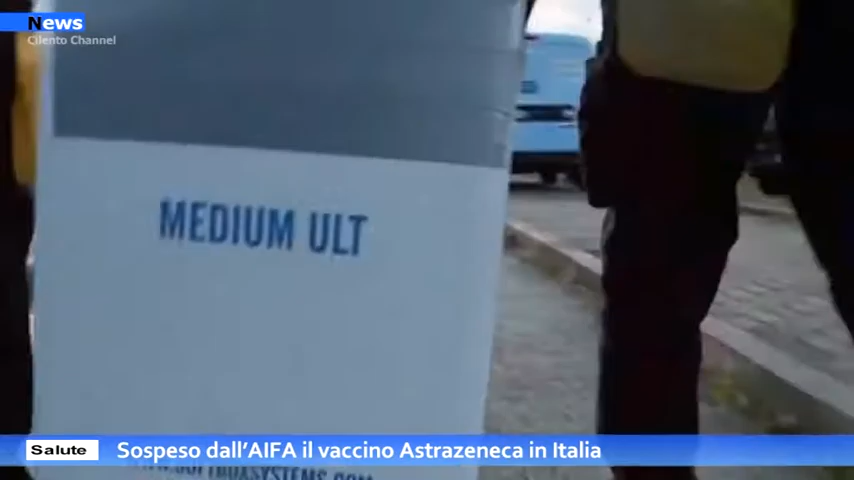 News
Cilento Channel
MEDIUM ULT
Salute
Sospeso dall'AIFA il vaccino Astrazeneca in Italia